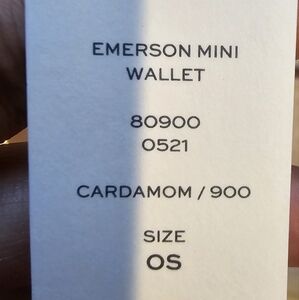 EMERSON MINI
WALLET
80900
0521
CARDAMOM / 900
SIZE
OS